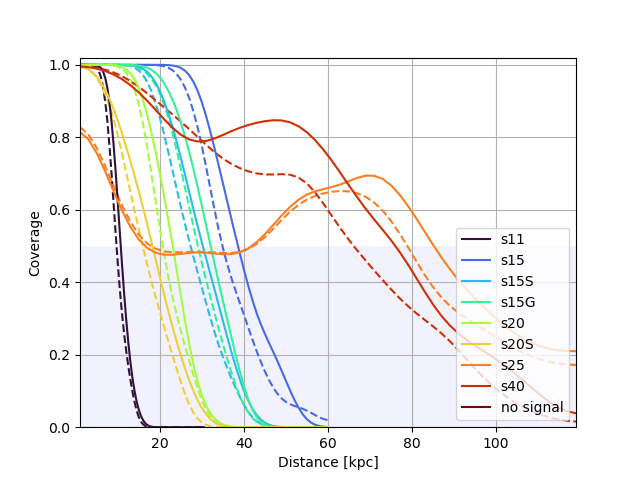 1.0
0.8
0.6
0.4
0.2
0.0
Coverage
20
40
60
80
100
Distance [kpc]
s11
s15
s15S
s15G
s20
s20S
s25
s40
no signal